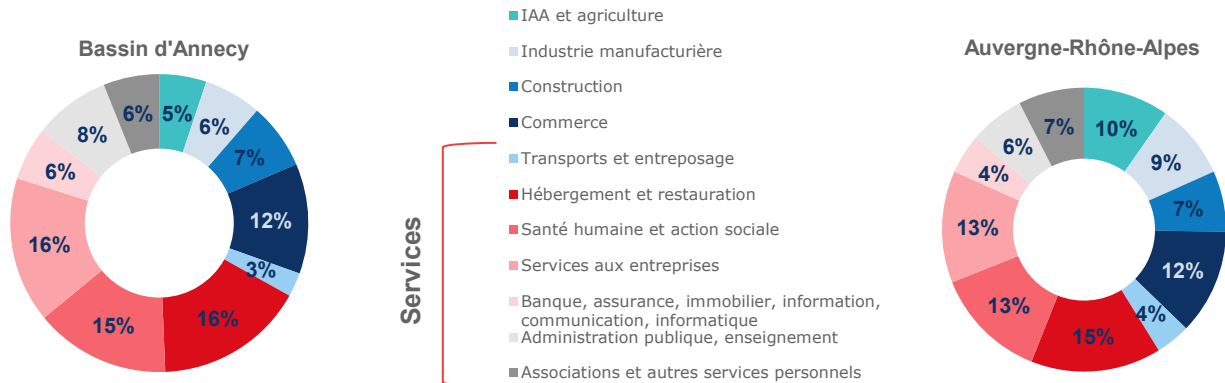 Bassin d'Annecy
5%
6%
7%
12%
3%
16%
15%
16%
6%
8%
6%
Services
IAA et agriculture
Industrie manufacturière
Construction
Commerce
Transports et entreposage
Hébergement et restauration
Santé humaine et action sociale
Services aux entreprises
Banque, assurance, immobilier, information,
communication, informatique
Administration publique, enseignement
Associations et autres services personnels
Auvergne-Rhône-Alpes
10%
9%
7%
12%
4%
15%
13%
13%
4%
6%
7%